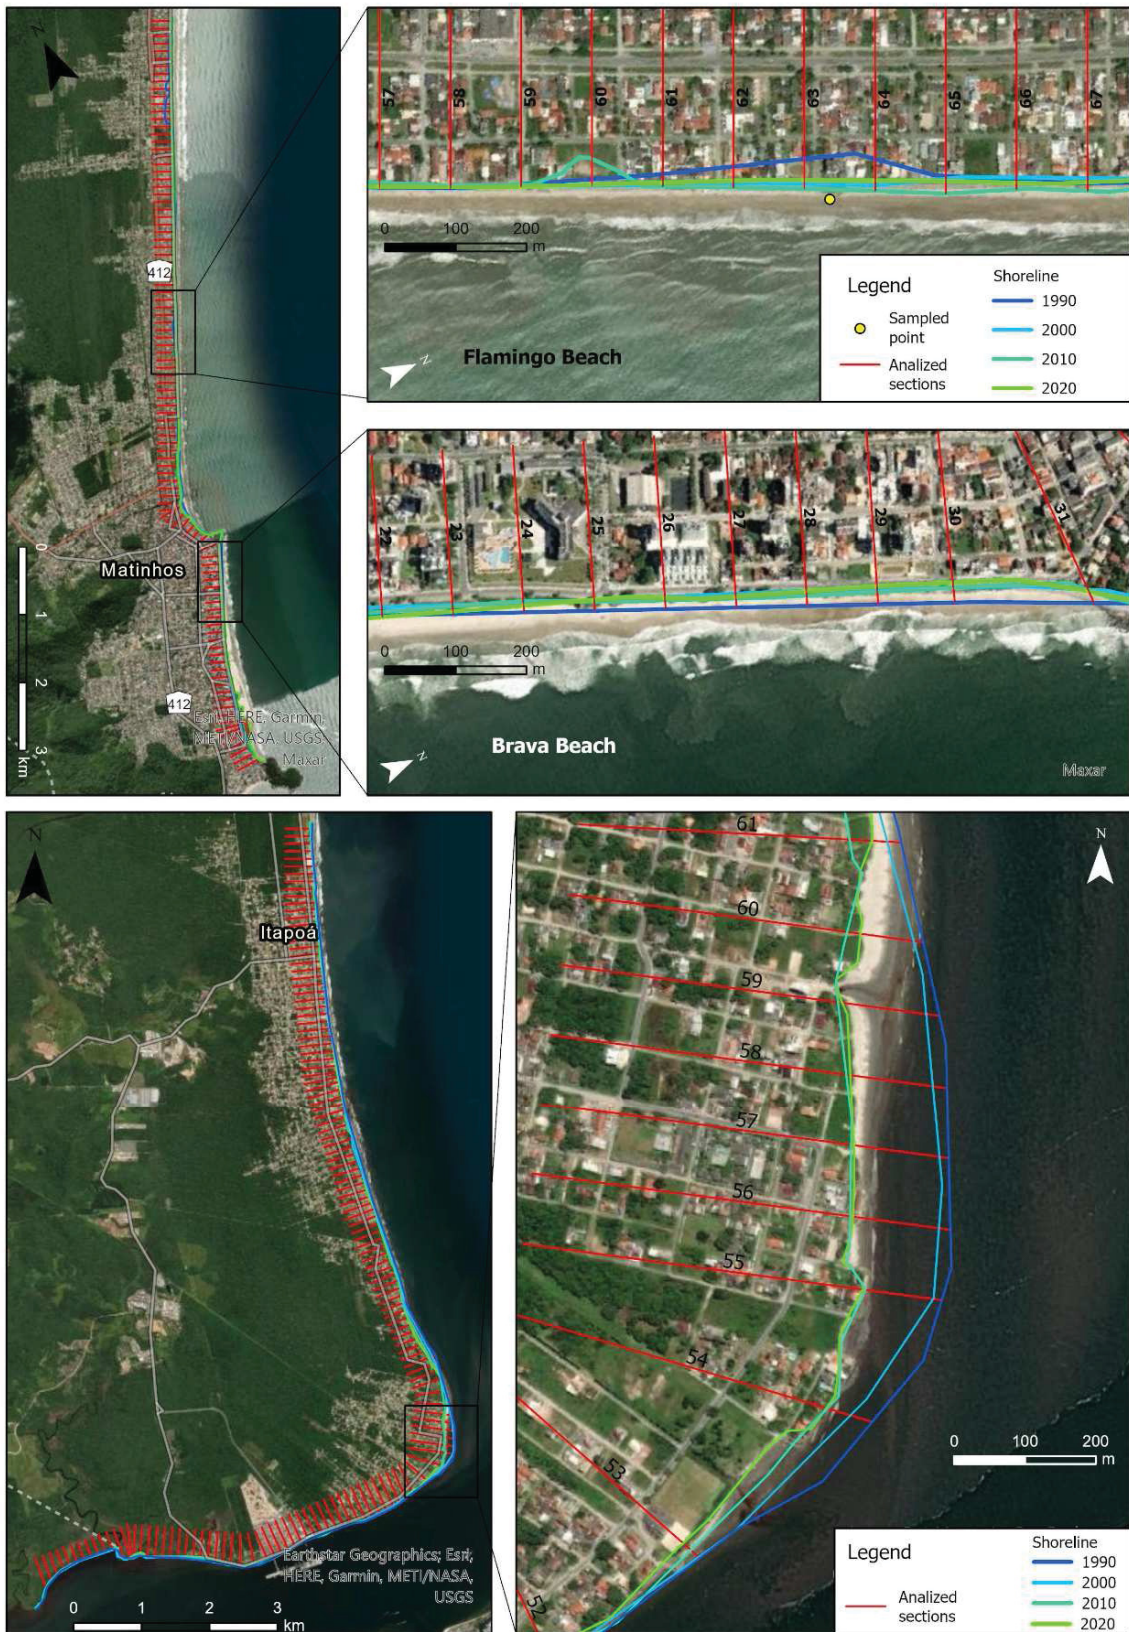 N
412
Matinhos
412
Esri, HERE, Garmin,
METI/NASA, USGS,
Maxar
0
1
2
3
km
57
58
59
60
61
62
63
64
65
66
67
0 100 200
m
Flamingo Beach
N
Legend
Sampled
point
Analized
sections
Shoreline
1990
2000
2010
2020
22
23
24
25
26
27
28
29
30
31
0 100 200
m
Brava Beach
N
Maxar
N
Itapoá
Earthstar Geographics, Esri,
HERE, Garmin, METI/NASA,
USGS
0 1 2 3
km
N
61
60
59
58
57
56
55
54
53
52
0 100 200
m
Legend
Analized
sections
Shoreline
1990
2000
2010
2020